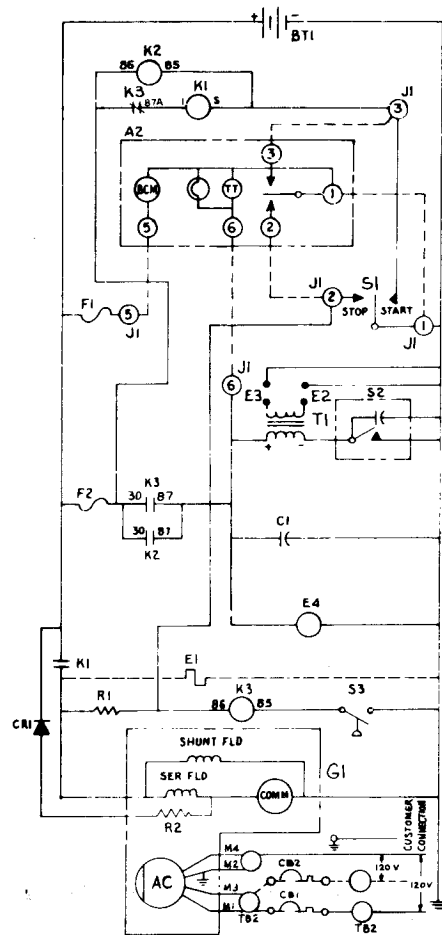 + -
BT1
K2
86 85
K3 K1
87A S
J1
3
A2
3
BCM TT 1
5 6 2
F1 J1 S1
5 2 STOP START
J1 1
J1
J1
6 E3 E2 S2
T1
+ -
F2 K3
30 87
30 87
K2
C1
E4
K1
E1
R1 K3 S3
86 85
CR1
SHUNT FLD
G1
SER FLD
COMM
R2
CUSTOMER
CONNECTION
M4
M2 CB2 120V
AC M3 120V
M1 CB1
TB2 TB2